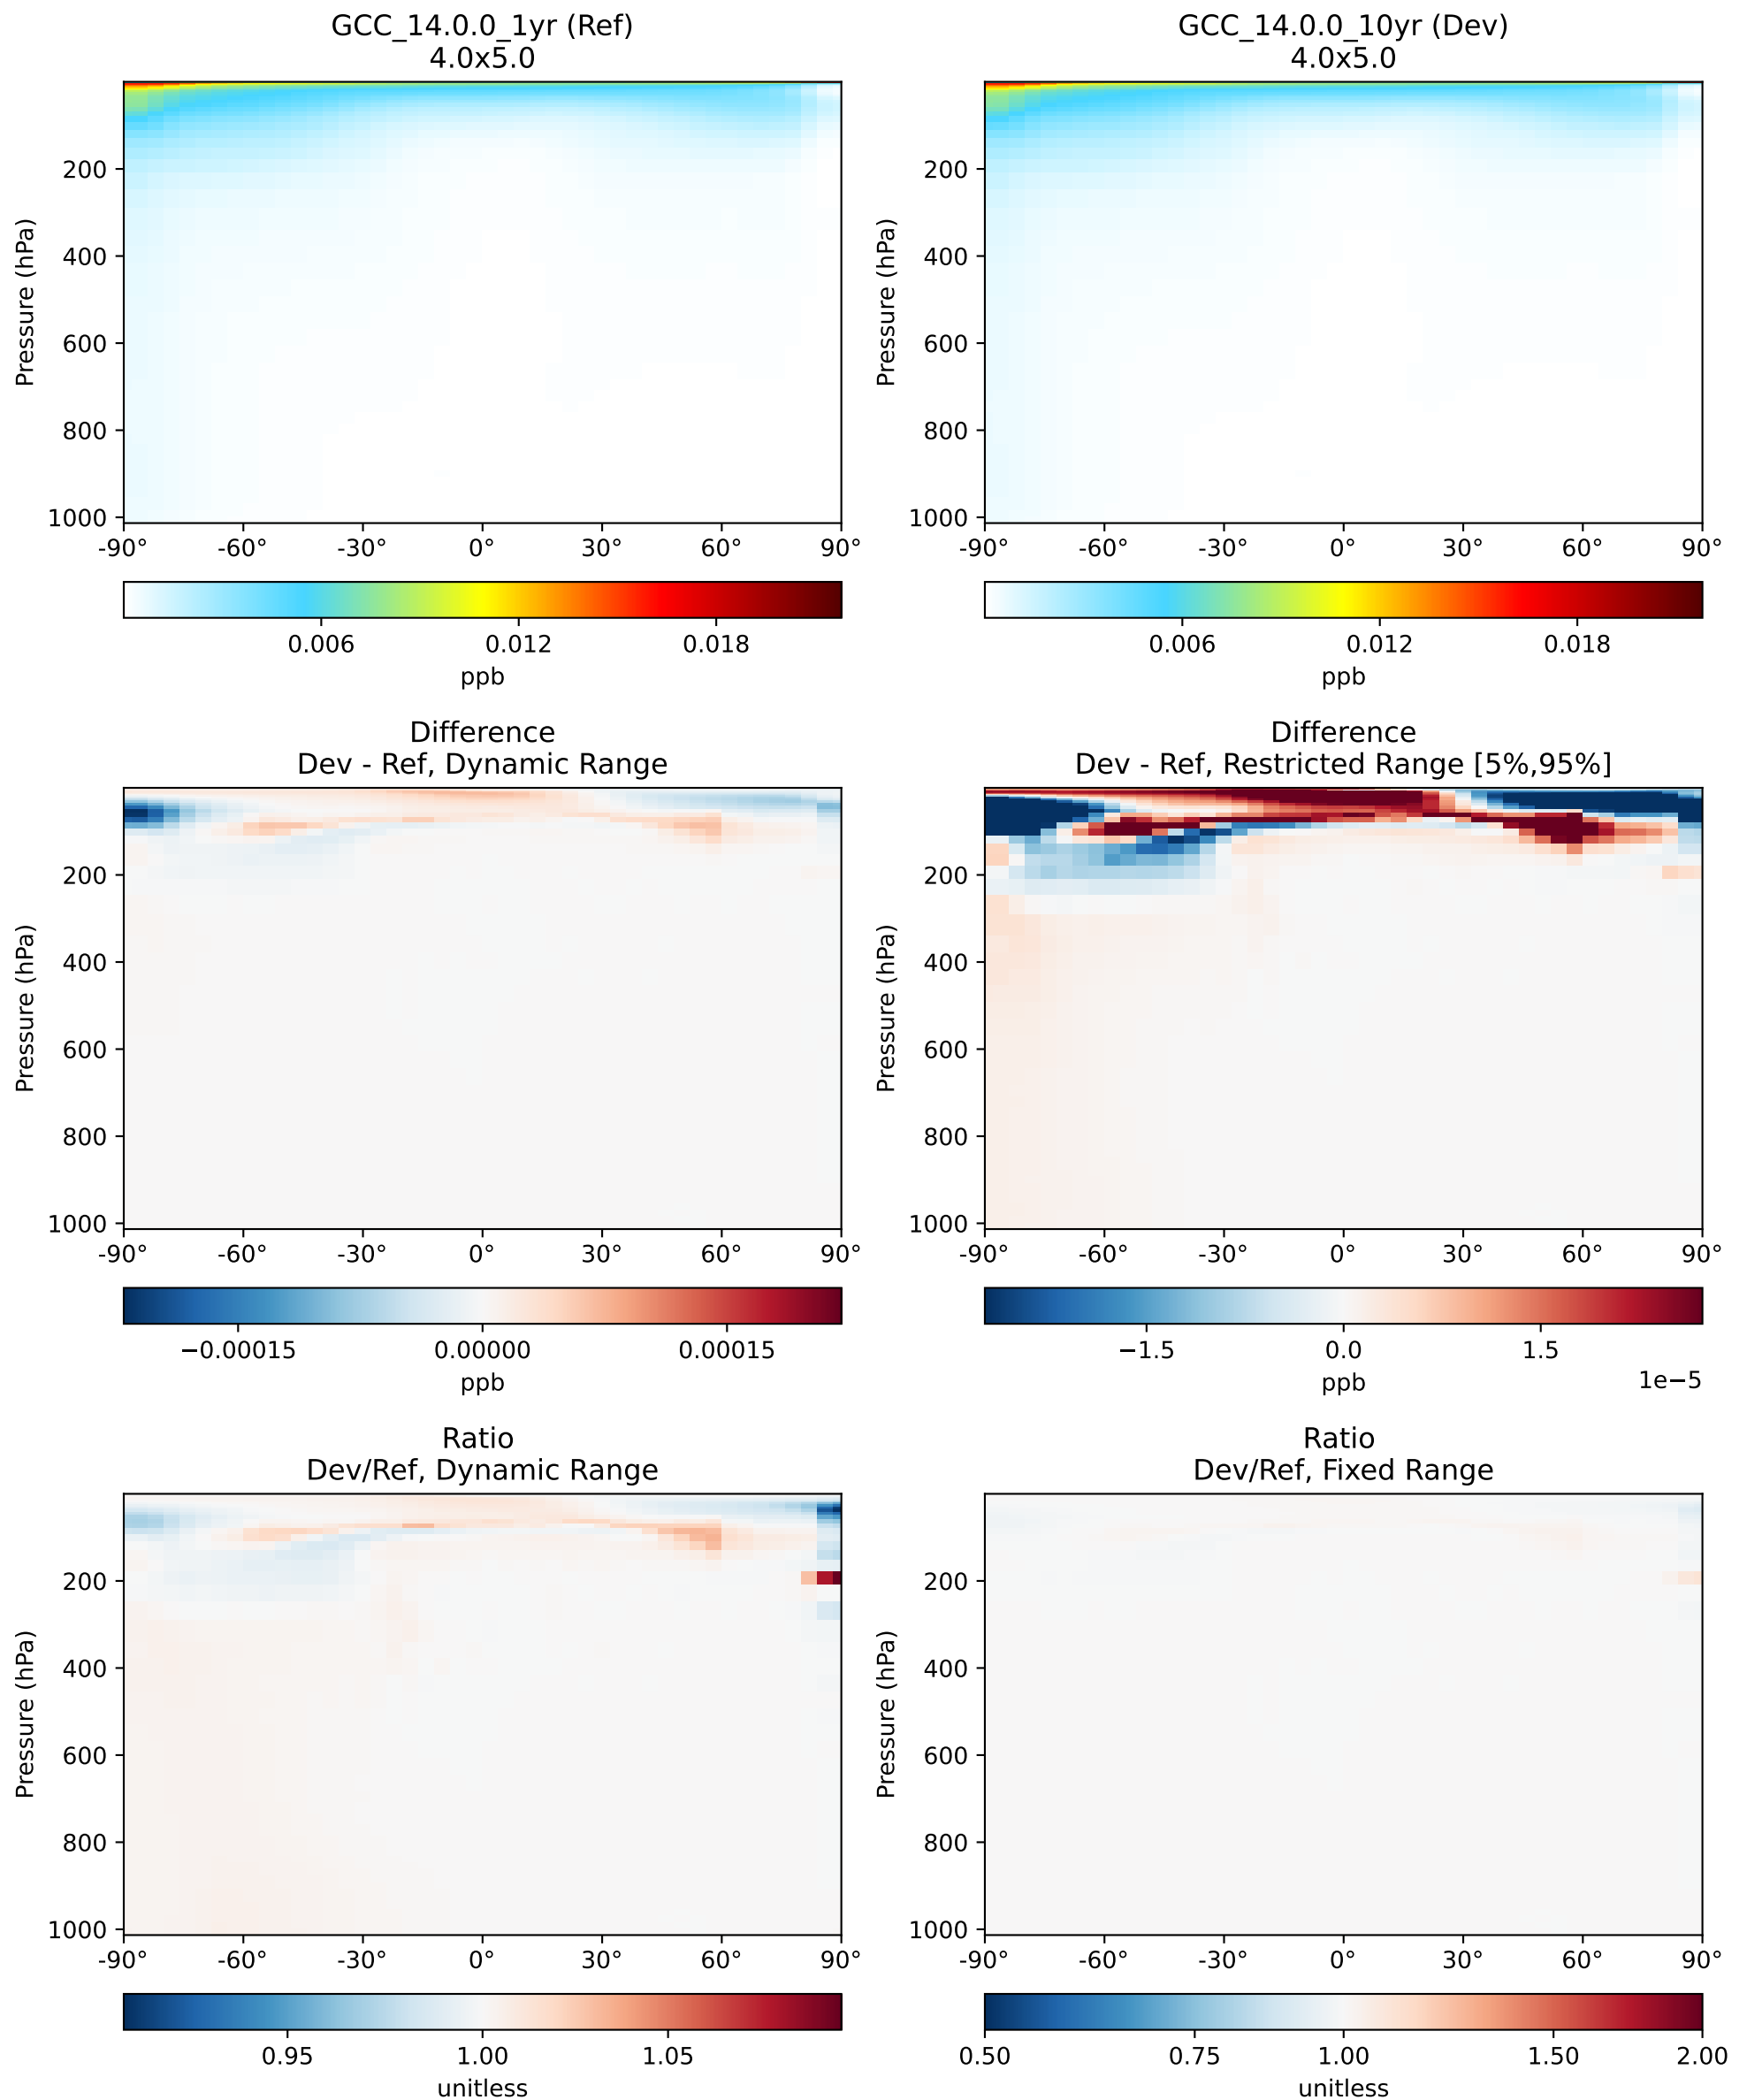 GCC_14.0.0_1yr (Ref)
4.0x5.0
Pressure (hPa)
200
400
600
800
1000
-90° -60° -30° 0° 30° 60° 90°
0.006 0.012 0.018
ppb
GCC_14.0.0_10yr (Dev)
4.0x5.0
Pressure (hPa)
200
400
600
800
1000
-90° -60° -30° 0° 30° 60° 90°
0.006 0.012 0.018
ppb
Difference
Dev - Ref, Dynamic Range
Pressure (hPa)
200
400
600
800
1000
-90° -60° -30° 0° 30° 60° 90°
−0.00015 0.00000 0.00015
ppb
Difference
Dev - Ref, Restricted Range [5%,95%]
Pressure (hPa)
200
400
600
800
1000
-90° -60° -30° 0° 30° 60° 90°
−1.5 0.0 1.5
ppb
1e−5
Ratio
Dev/Ref, Dynamic Range
Pressure (hPa)
200
400
600
800
1000
-90° -60° -30° 0° 30° 60° 90°
0.95 1.00 1.05
unitless
Ratio
Dev/Ref, Fixed Range
Pressure (hPa)
200
400
600
800
1000
-90° -60° -30° 0° 30° 60° 90°
0.50 0.75 1.00 1.50 2.00
unitless